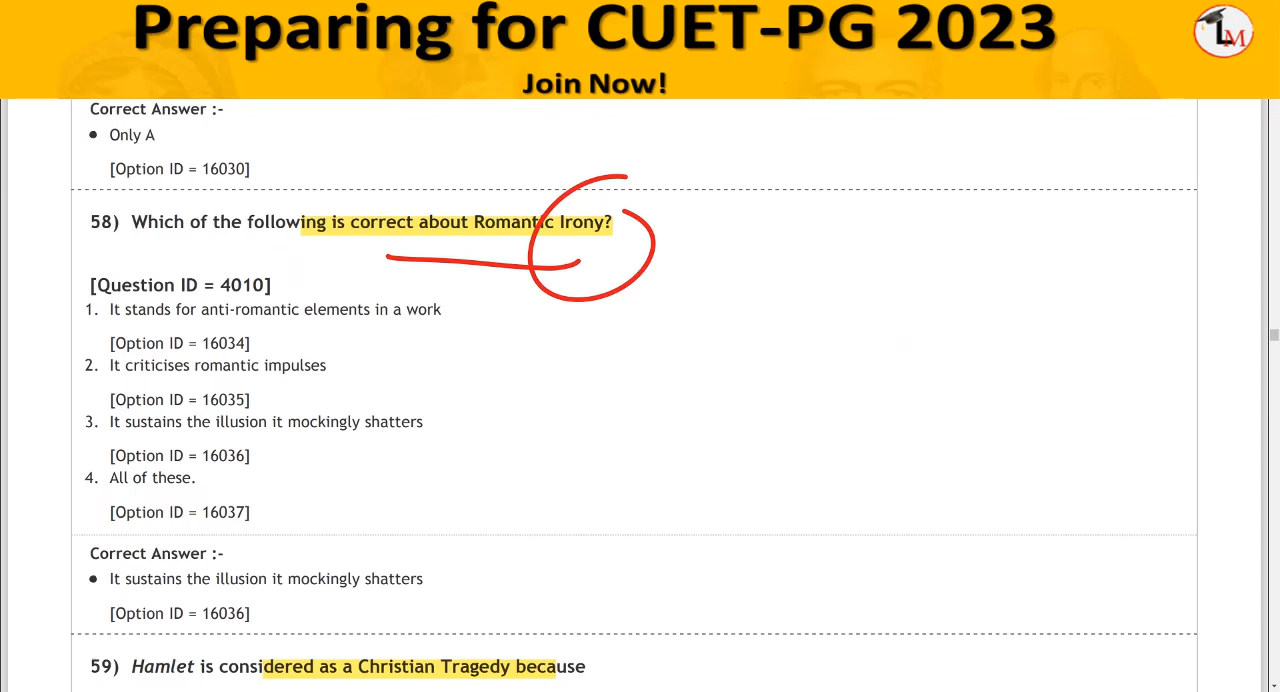 Preparing for CUET-PG 2023
Join Now!
LM
Correct Answer :-
● Only A
[Option ID = 16030]
58) Which of the following is correct about Romantic Irony?
[Question ID = 4010]
1. It stands for anti-romantic elements in a work
[Option ID = 16034]
2. It criticises romantic impulses
[Option ID = 16035]
3. It sustains the illusion it mockingly shatters
[Option ID = 16036]
4. All of these.
[Option ID = 16037]
Correct Answer :-
● It sustains the illusion it mockingly shatters
[Option ID = 16036]
59) Hamlet is considered as a Christian Tragedy because